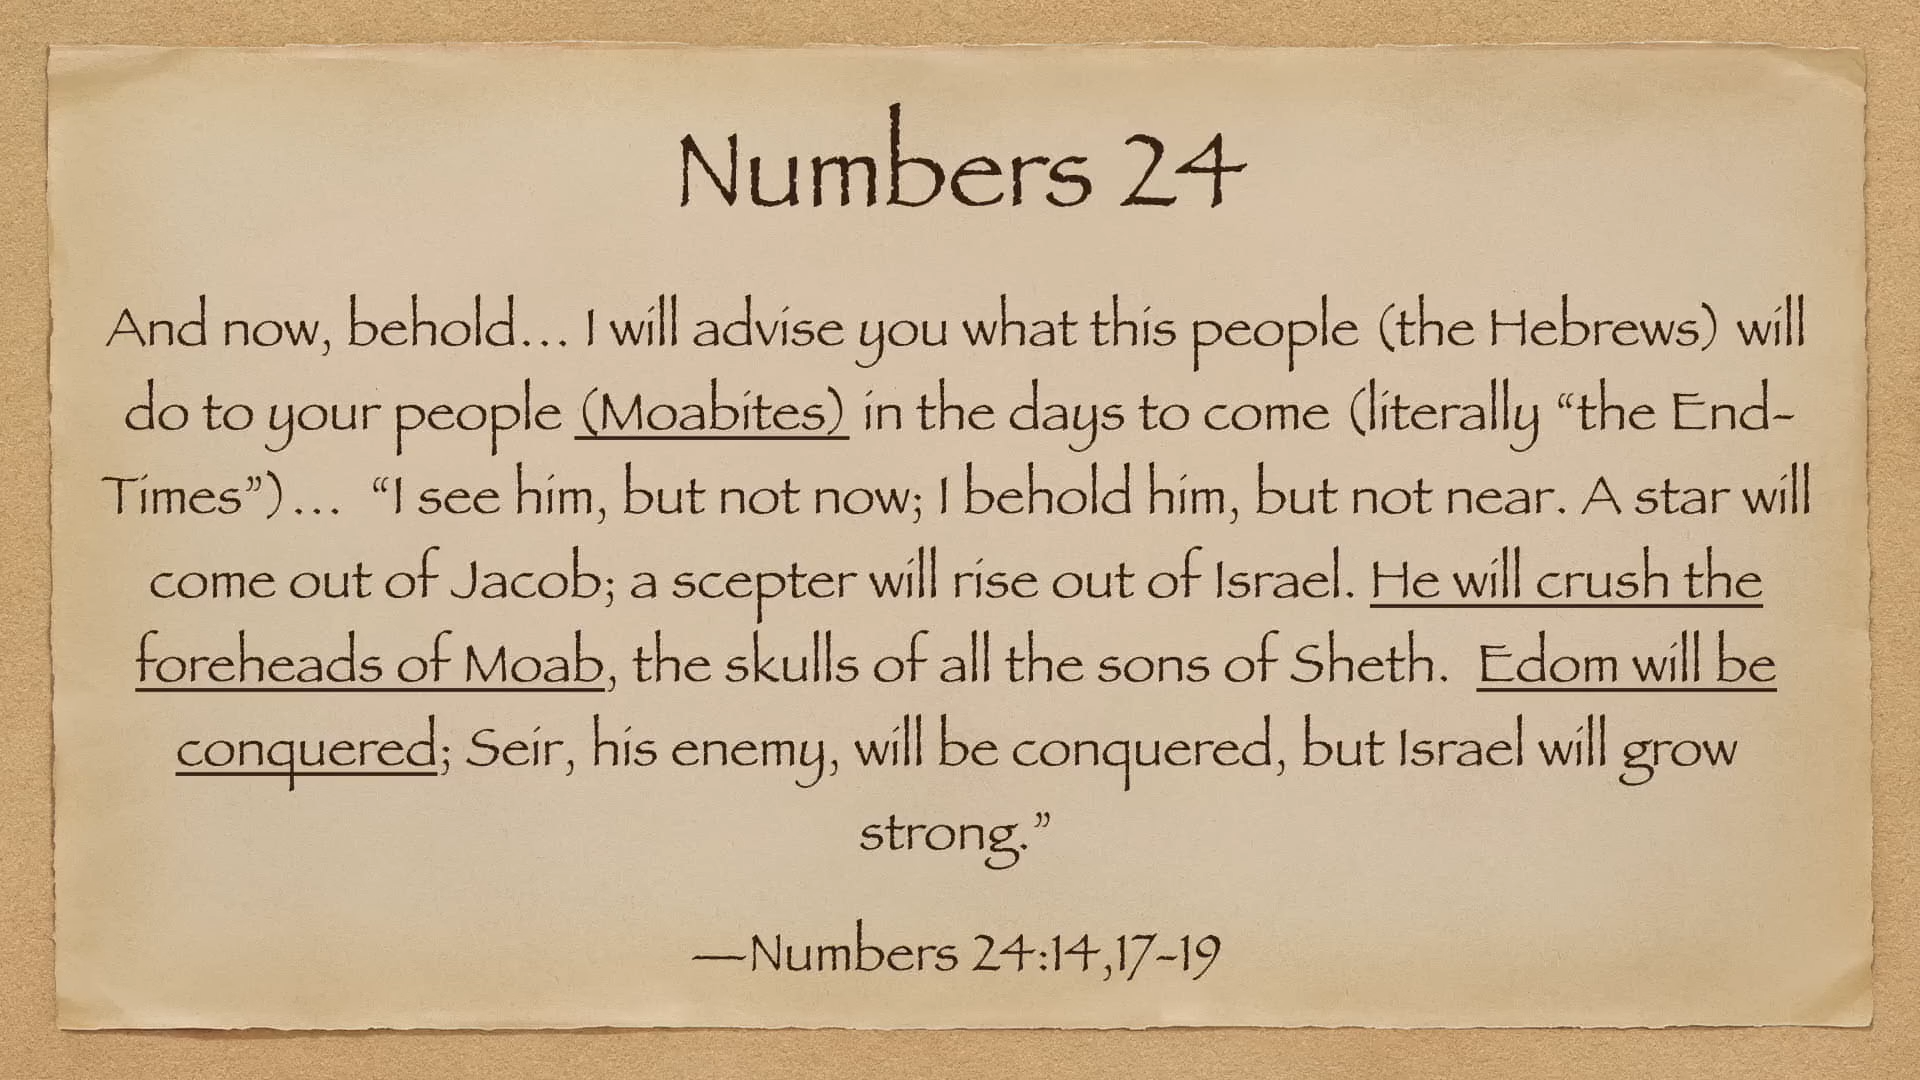 Numbers 24
And now, behold… I will advise you what this people (the Hebrews) will
do to your people (Moabites) in the days to come (literally “the End-
Times”)… “I see him, but not now; I behold him, but not near. A star will
come out of Jacob; a scepter will rise out of Israel. He will crush the
foreheads of Moab, the skulls of all the sons of Sheth. Edom will be
conquered; Seir, his enemy, will be conquered, but Israel will grow
strong.”
—Numbers 24:14,17-19